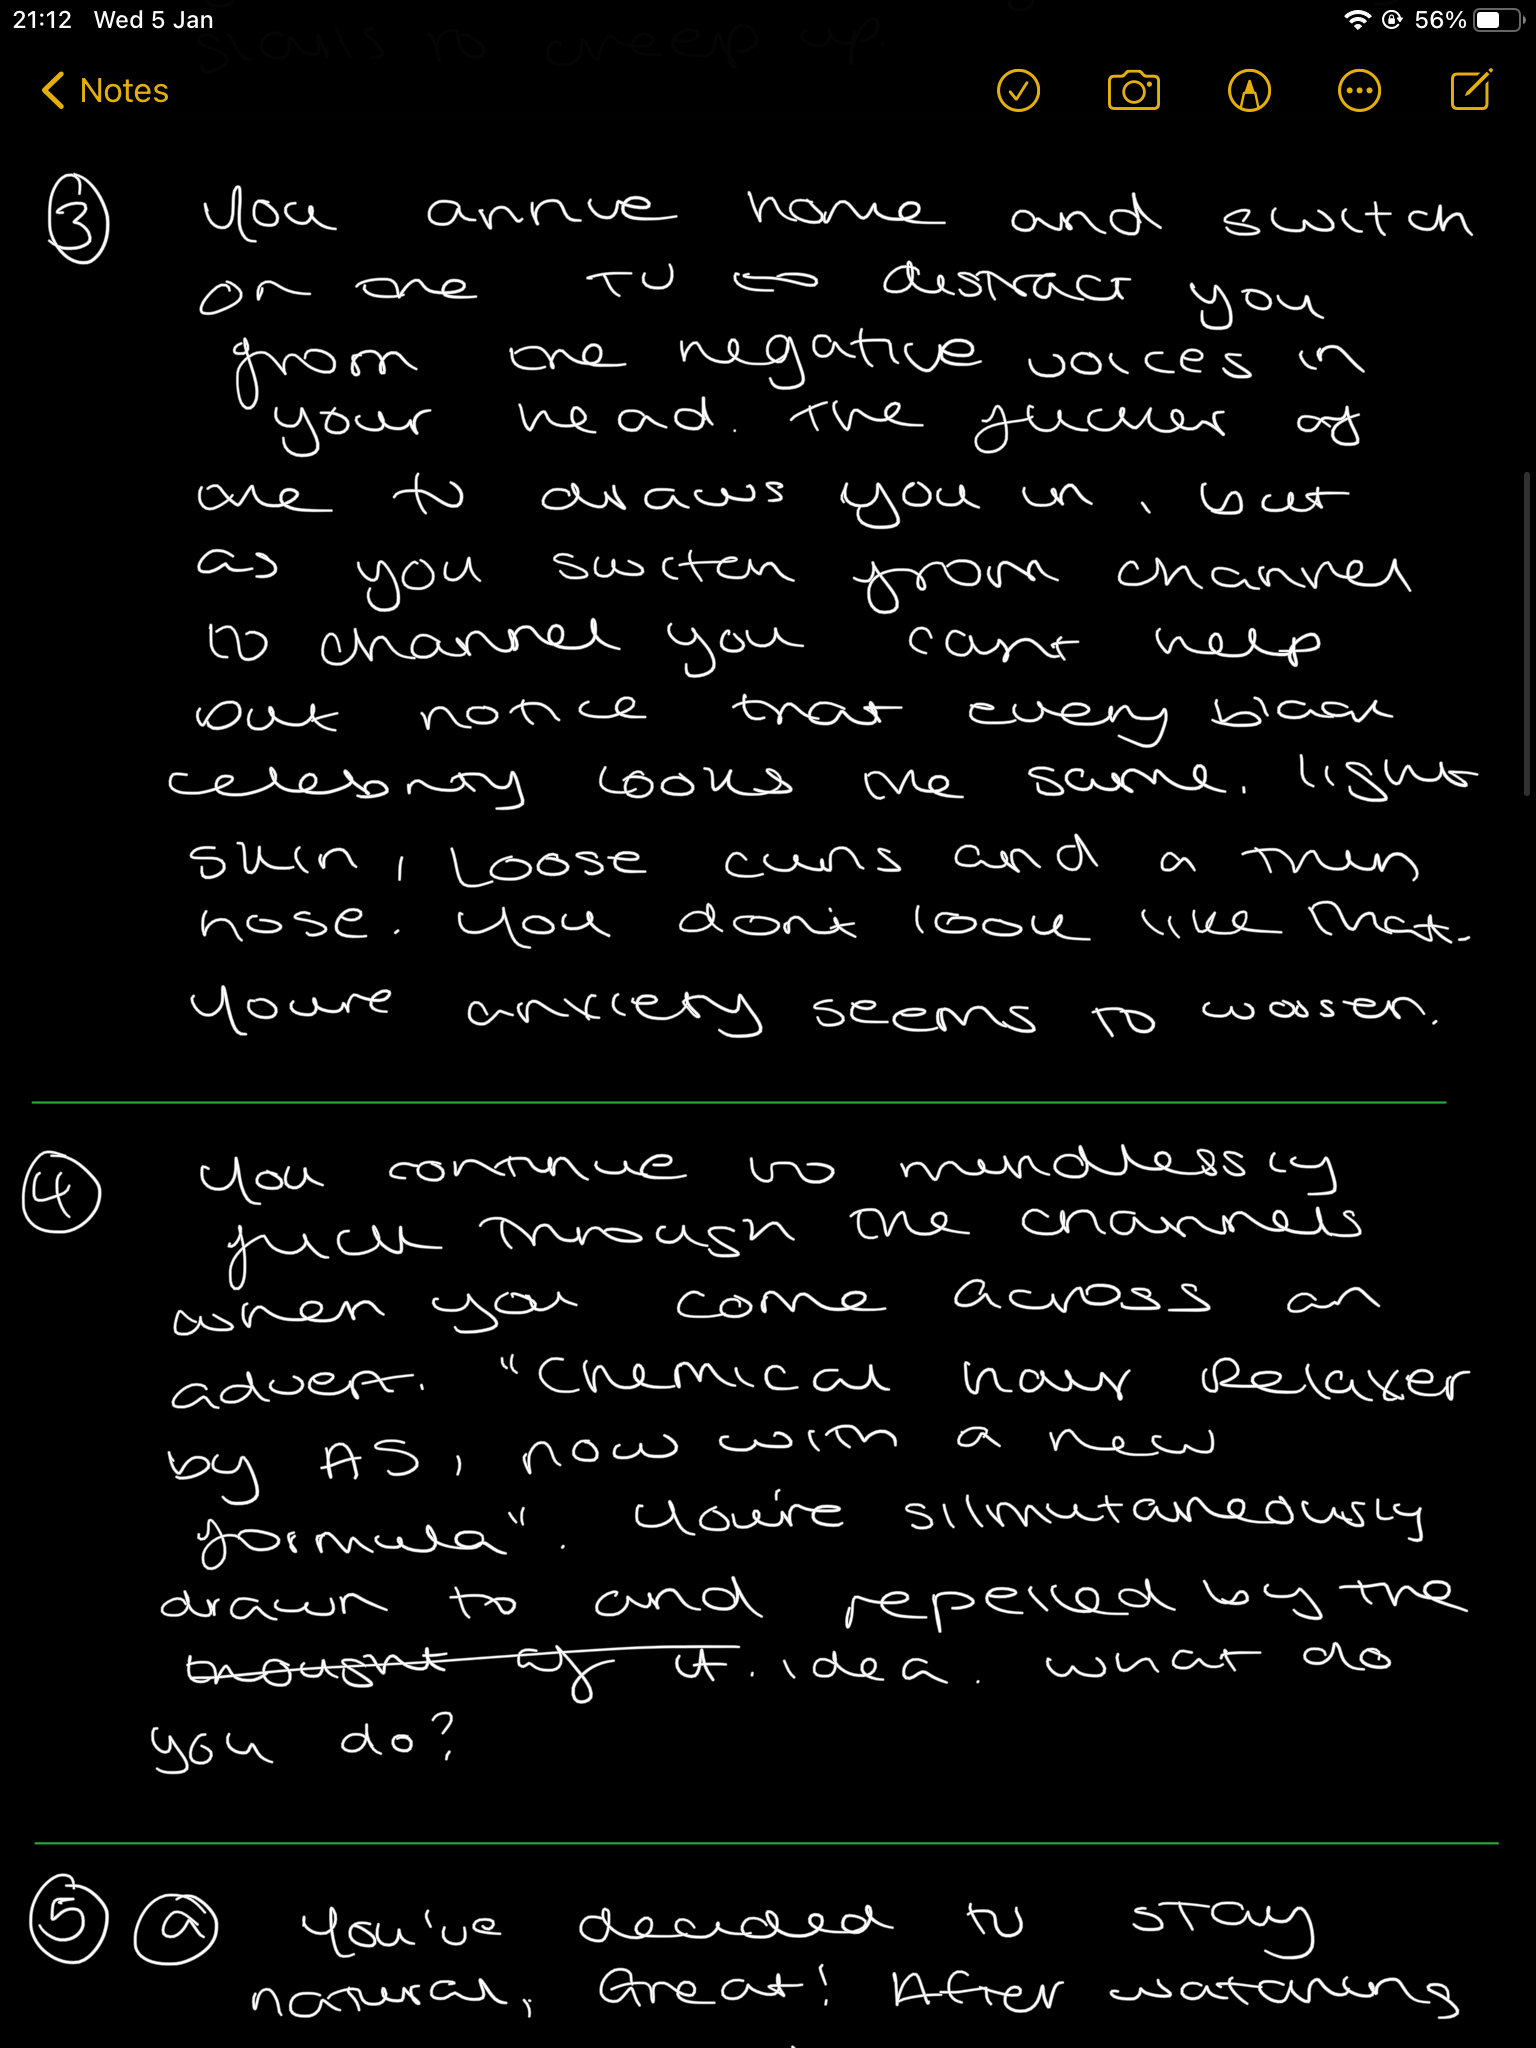 21:12 Wed 5 Jan
56%
starts to creep up.
Notes
3 You arrive home and switch
on the TV to distract you
from the negative voices in
your head. The flicker of
the tv draws you in, but
as you switch from channel
to channel you cant help
but notice that every black
celebrity looks the same. light
skin, Loose curls and a thin
nose. You don't look like that.
Youre anxiety seems to worsen.
4 You continue to mindlessly
flick through the channels
when you come across an
advert. "Chemical hair Relaxer
by AS, now with a new
formula". You're silmutaneously
drawn to and repelled by the
thought of it. idea. what do
you do?
5 a You've decided to stay
natural, Great! After watching